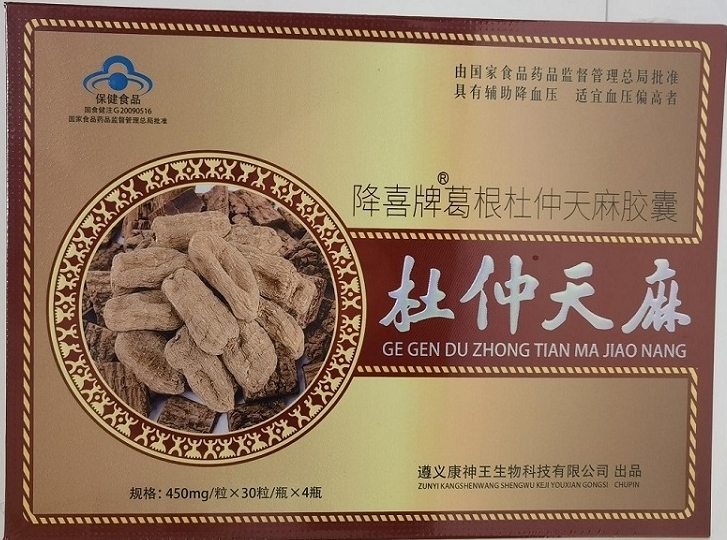 保健食品
国食健注G20090516
国家食品药品监督管理总局批准
由国家食品药品监督管理总局批准
具有辅助降血压 适宜血压偏高者
降喜牌®葛根杜仲天麻胶囊
杜仲天麻
GE GEN DU ZHONG TIAN MA JIAO NANG
规格：450mg/粒×30粒/瓶×4瓶
遵义康神王生物科技有限公司 出品
ZUNYI KANGSHENWANG SHENGWU KEJI YOUXIAN GONGSI CHUPIN